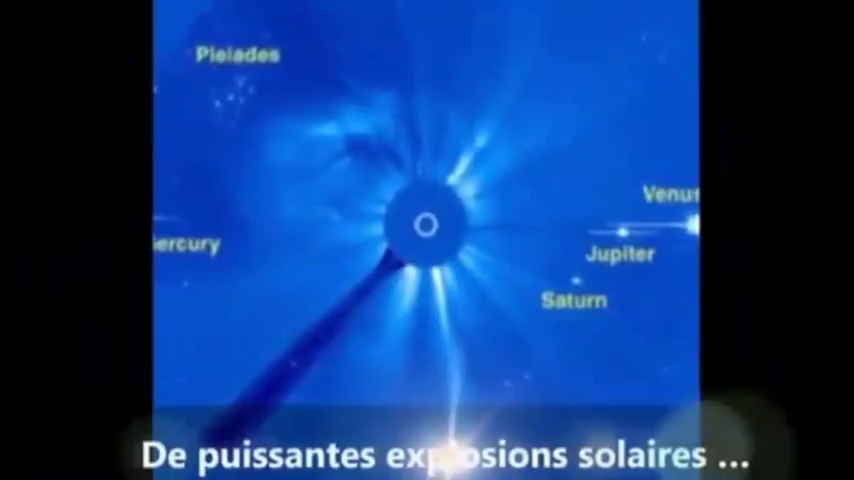 Pleiades
Venus
ercury
Jupiter
Saturn
De puissantes explosions solaires ...